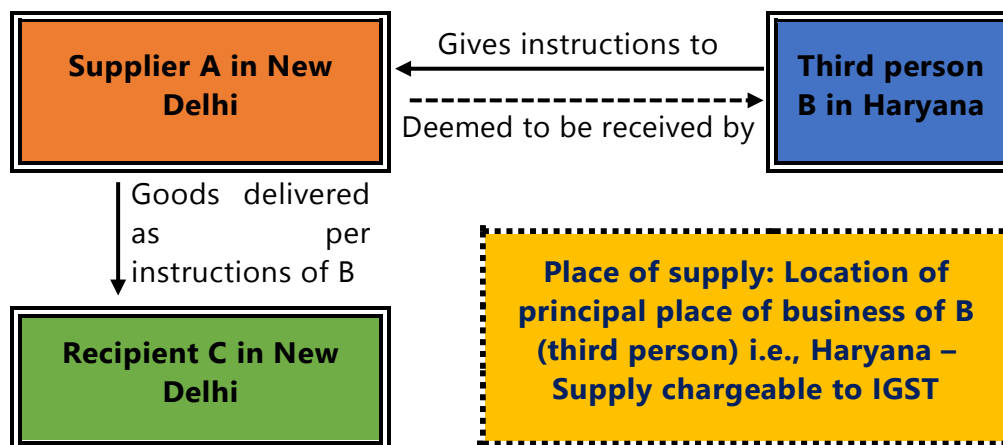 Supplier A in New
Delhi
Gives instructions to
Deemed to be received by
Third person
B in Haryana
Goods delivered
as per
instructions of B
Recipient C in New
Delhi
Place of supply: Location of
principal place of business of B
(third person) i.e., Haryana –
Supply chargeable to IGST